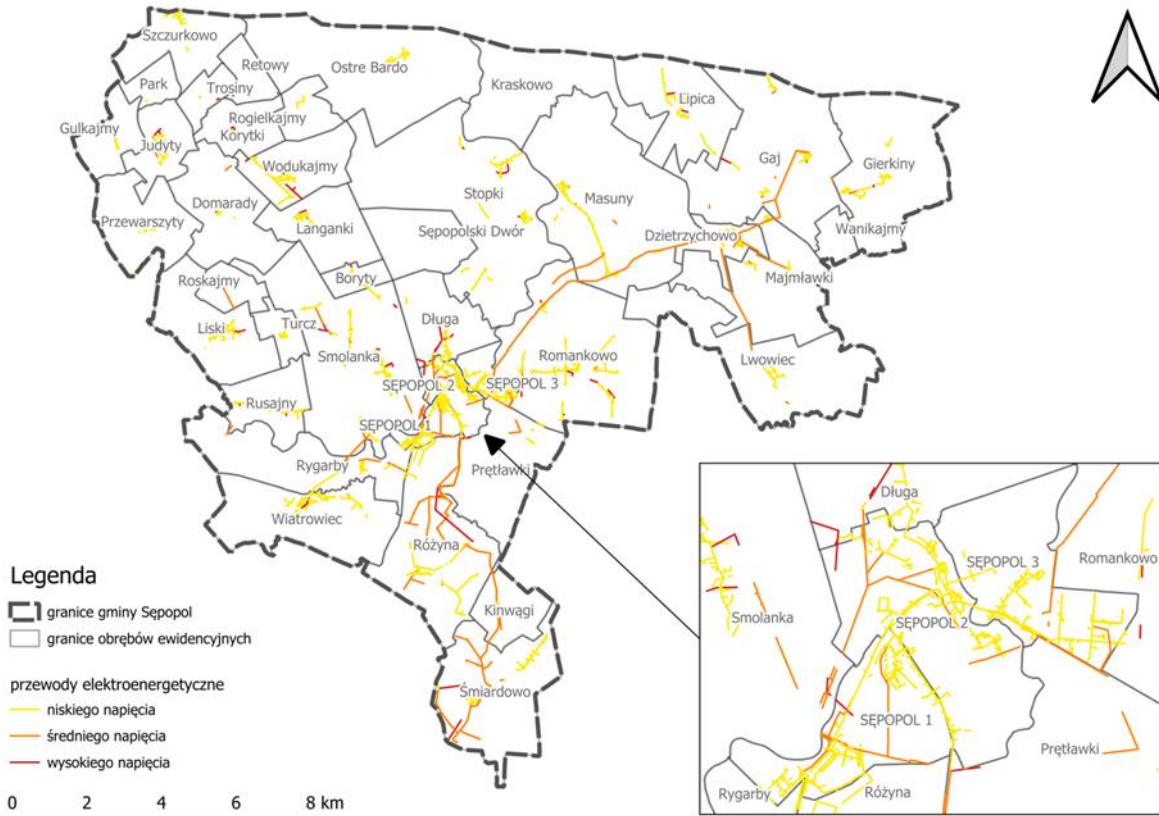 Szczurkowo
Retowy
Ostre Bardo
Park
Trosiny
Kraskowo
Lipica
Rogielkajmy
Gulkajmy
Korytki
Judyty
Wodukajmy
Gaj
Gierkiny
Stopki
Masuny
Domarady
Przewarszyty
Langanki
Sępopolski Dwór
Dzietrzychowo
Wanikajmy
Boryty
Majmławki
Roskajmy
Liski
Turcz
Długa
Smolanka
Romankowo
Lwowiec
SĘPOPOL 2
SĘPOPOL 3
Rusajny
SĘPOPOL 1
Rygarby
Prętławki
Wiatrowiec
Różyna
Kinwągi
Śmiardowo
Legenda
granice gminy Sępopol
granice obrębów ewidencyjnych
przewody elektroenergetyczne
niskiego napięcia
średniego napięcia
wysokiego napięcia
0 2 4 6 8 km
Długa
SĘPOPOL 3
Romankowo
Smolanka
SĘPOPOL 2
SĘPOPOL 1
Prętławki
Rygarby
Różyna